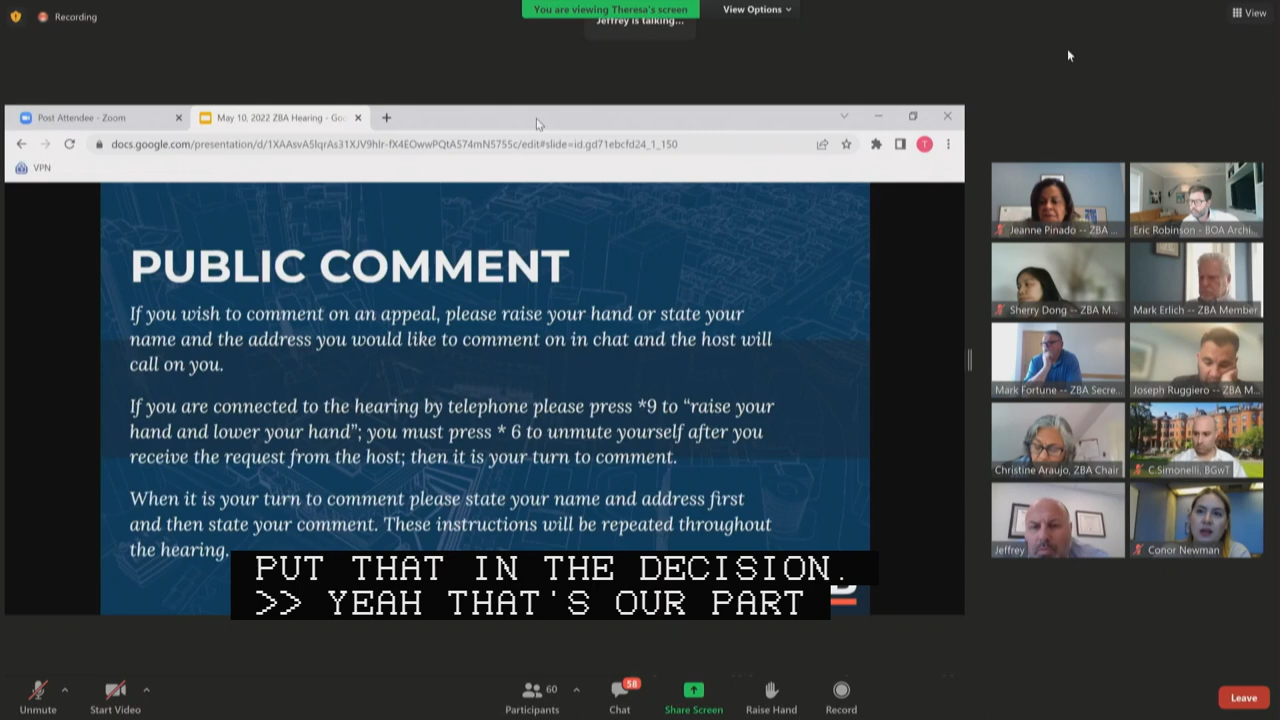 Recording
You are viewing Theresa's screen
View Options
Jeffrey is talking...
View
Post Attendee - Zoom
May 10, 2022 ZBA Hearing - Goo
docs.google.com/presentation/d/1XAAsvA5lqrAs31XJV9hIr-fX4EOwwPQtA574mN5755c/edit#slide=id.gd71ebcfd24_1_150
T
VPN
PUBLIC COMMENT
If you wish to comment on an appeal, please raise your hand or state your
name and the address you would like to comment on in chat and the host will
call on you.
If you are connected to the hearing by telephone please press *9 to “raise your
hand and lower your hand”; you must press * 6 to unmute yourself after you
receive the request from the host; then it is your turn to comment.
When it is your turn to comment please state your name and address first
and then state your comment. These instructions will be repeated throughout
the hearing.
PUT THAT IN THE DECISION.
>> YEAH THAT'S OUR PART
Jeanne Pinado -- ZBA ...
Eric Robinson - BOA Archi...
Sherry Dong -- ZBA M...
Mark Erlich -- ZBA Member
Mark Fortune -- ZBA Secre...
Joseph Ruggiero -- ZBA M...
Christine Araujo, ZBA Chair
C.Simonelli, BGwT
Jeffrey
Conor Newman
Unmute
Start Video
60
Participants
58
Chat
Share Screen
Raise Hand
Record
Leave